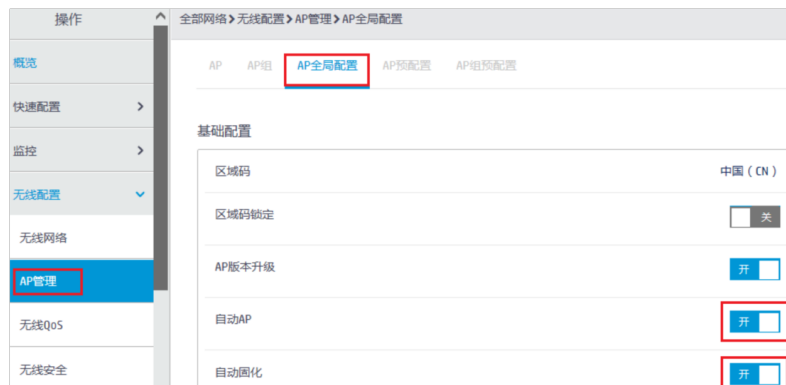 操作
全部网络>无线配置>AP管理>AP全局配置
概览
快速配置
监控
无线配置
无线网络
AP管理
无线QoS
无线安全
AP AP组 AP全局配置 AP预配置 AP组预配置
基础配置
区域码 中国（CN）
区域码锁定 关
AP版本升级 开
自动AP 开
自动固化 开